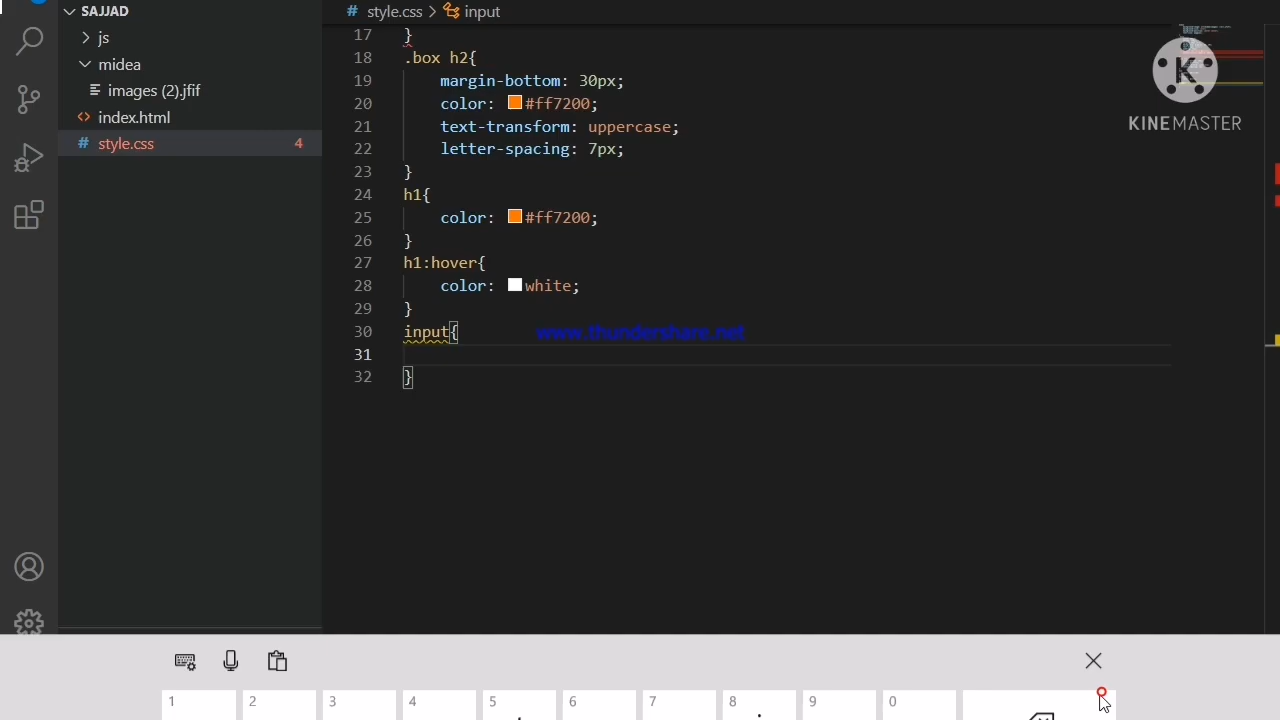 SAJJAD
js
midea
images (2).jfif
index.html
style.css 4
style.css > input
17 }
18 .box h2{
19 margin-bottom: 30px;
20 color: #ff7200;
21 text-transform: uppercase;
22 letter-spacing: 7px;
23 }
24 h1{
25 color: #ff7200;
26 }
27 h1:hover{
28 color: white;
29 }
30 input{
31
32 }
www.thundershare.net
K
KINEMASTER
1 2 3 4 5 6 7 8 9 0